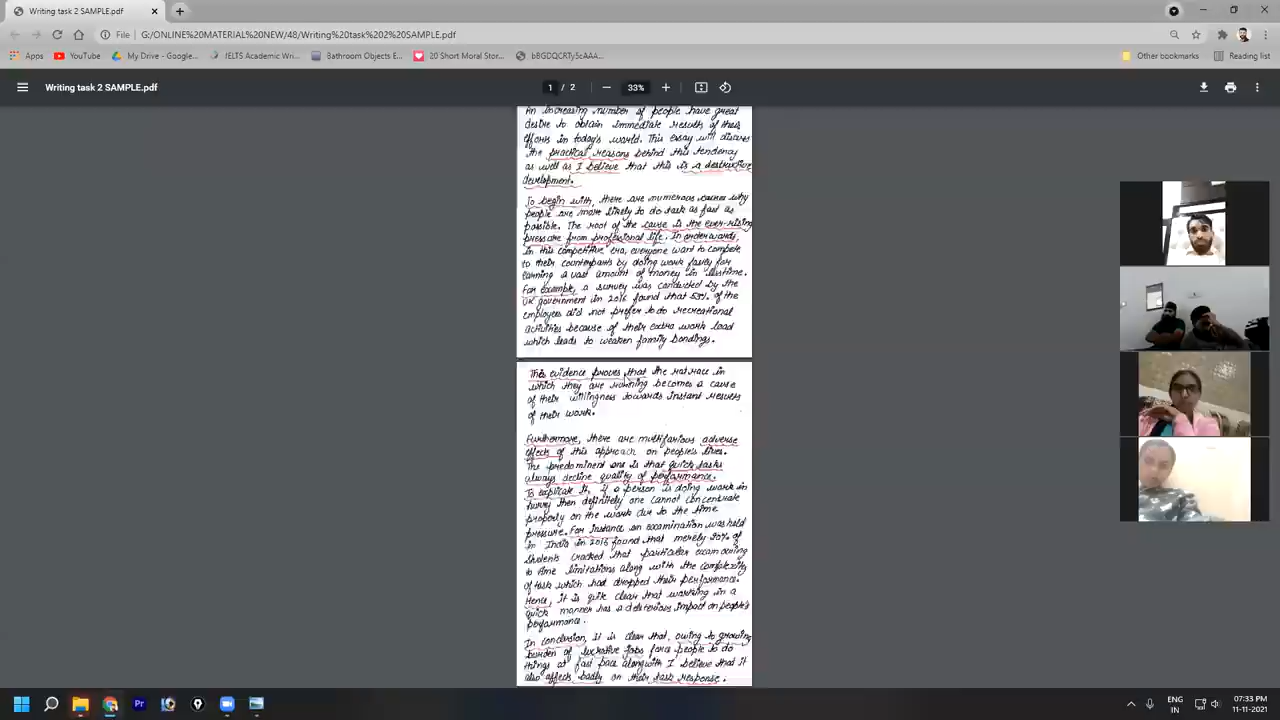 Writing task 2 SAMPLE.pdf
File G:/ONLINE%20MATERIAL%20NEW/48/Writing%20task%202%20SAMPLE.pdf
Apps YouTube My Drive - Google... IELTS Academic Wri... Bathroom Objects E... 20 Short Moral Stor... bBGDQCRTy5cAAA... Other bookmarks Reading list
Writing task 2 SAMPLE.pdf 1 / 2 33%
An increasing number of people have great
desire to obtain immediate results of their
efforts in today's world. This essay will discuss
the practical reasons behind this tendency
as well as I believe that this is a destructive
development.
To begin with, there are numerous causes why
people are more likely to do task as fast as
possible. The root of the cause is the ever-rising
pressure from professional life. In otherwords,
in this competitive era, everyone want to compete
to their counterparts by doing work fastly for
earning a vast amount of money in less time.
For example, a survey was conducted by the
UK government in 2016 found that 53% of the
employees did not prefer to do recreational
activities because of their extra work load
which leads to weaken family bondings.
This evidence proves that the rat race in
which they are running becomes a cause
of their willingness towards instant results
of their work.
Furthermore, there are multifarious adverse
effects of this approach on people's lives.
The predominent one is that quick tasks
always decline quality of performance.
To explicate it, if a person is doing work in
hurry then definitely one cannot concentrate
properly on the work due to the time
pressure. For instance an examination was held
in India in 2016 found that merely 30% of
students cracked that particular exam owing
to time limitations along with the complexity
of task which had dropped their performance.
Hence, it is quite clear that working in a
quick manner has a deterious impact on people's
performance.
In conclusion, it is clear that, owing to growing
burden of lucrative jobs force people to do
things at fast pace alongwith I believe that it
also affects badly on their task response.
ENG
IN
07:33 PM
11-11-2021